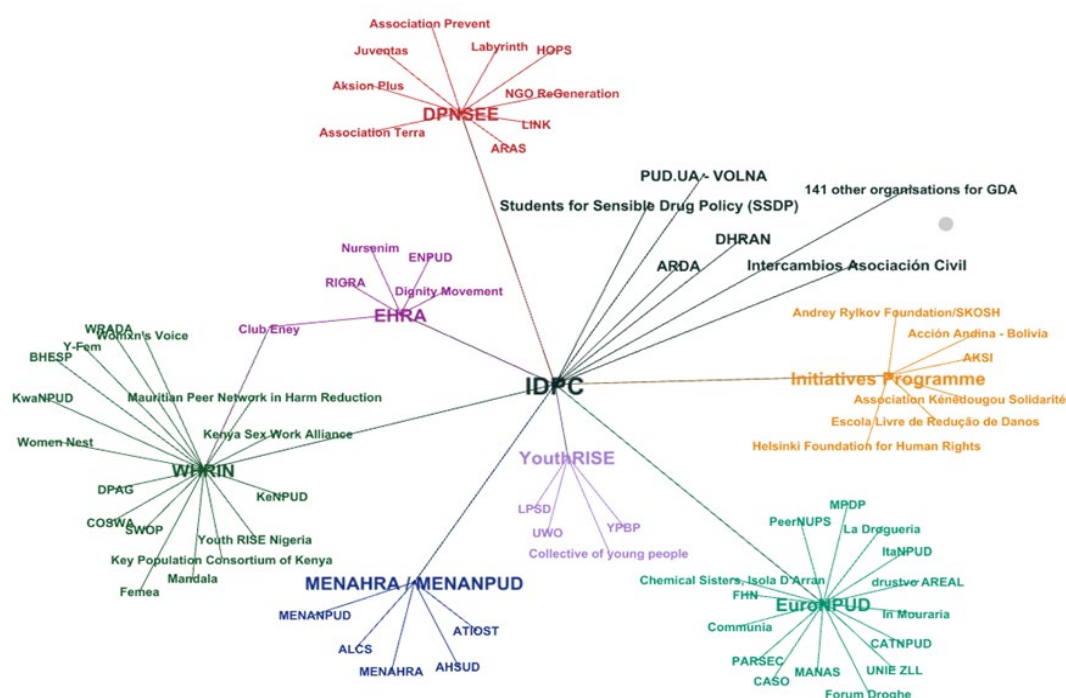 Association Prevent
Juventas
Labyrinth
HOPS
Aksion Plus
NGO ReGeneration
DPNSEE
LINK
Association Terra
ARAS
PUD.UA - VOLNA
141 other organisations for GDA
Students for Sensible Drug Policy (SSDP)
DHRAN
ARDA
Intercambios Asociación Civil
Nursenim
ENPUD
RIGRA
Dignity Movement
EHRA
Club Eney
Andrey Rylkov Foundation/SKOSH
Acción Andina - Bolivia
AKSI
Initiatives Programme
Association Kénédougou Solidarité
Escola Livre de Redução de Danos
Helsinki Foundation for Human Rights
IDPC
WRADA
Womxn's Voice
Y-Fem
BHESP
KwaNPUD
Mauritian Peer Network in Harm Reduction
Women Nest
Kenya Sex Work Alliance
WHRIN
DPAG
KeNPUD
COSWA
SWOP
Youth RISE Nigeria
Key Population Consortium of Kenya
Mandala
Femea
YouthRISE
LPSD
UWO
YPBP
Collective of young people
MENAHRA / MENANPUD
MENANPUD
ATIOST
ALCS
MENAHRA
AHSUD
MPDP
PeerNUPS
La Drogueria
ItaNPUD
Chemical Sisters, Isola D'Arran
drustvo AREAL
FHN
EuroNPUD
In Mouraria
Communia
CATNPUD
PARSEC
UNIE ZLL
CASO
MANAS
Forum Droghe